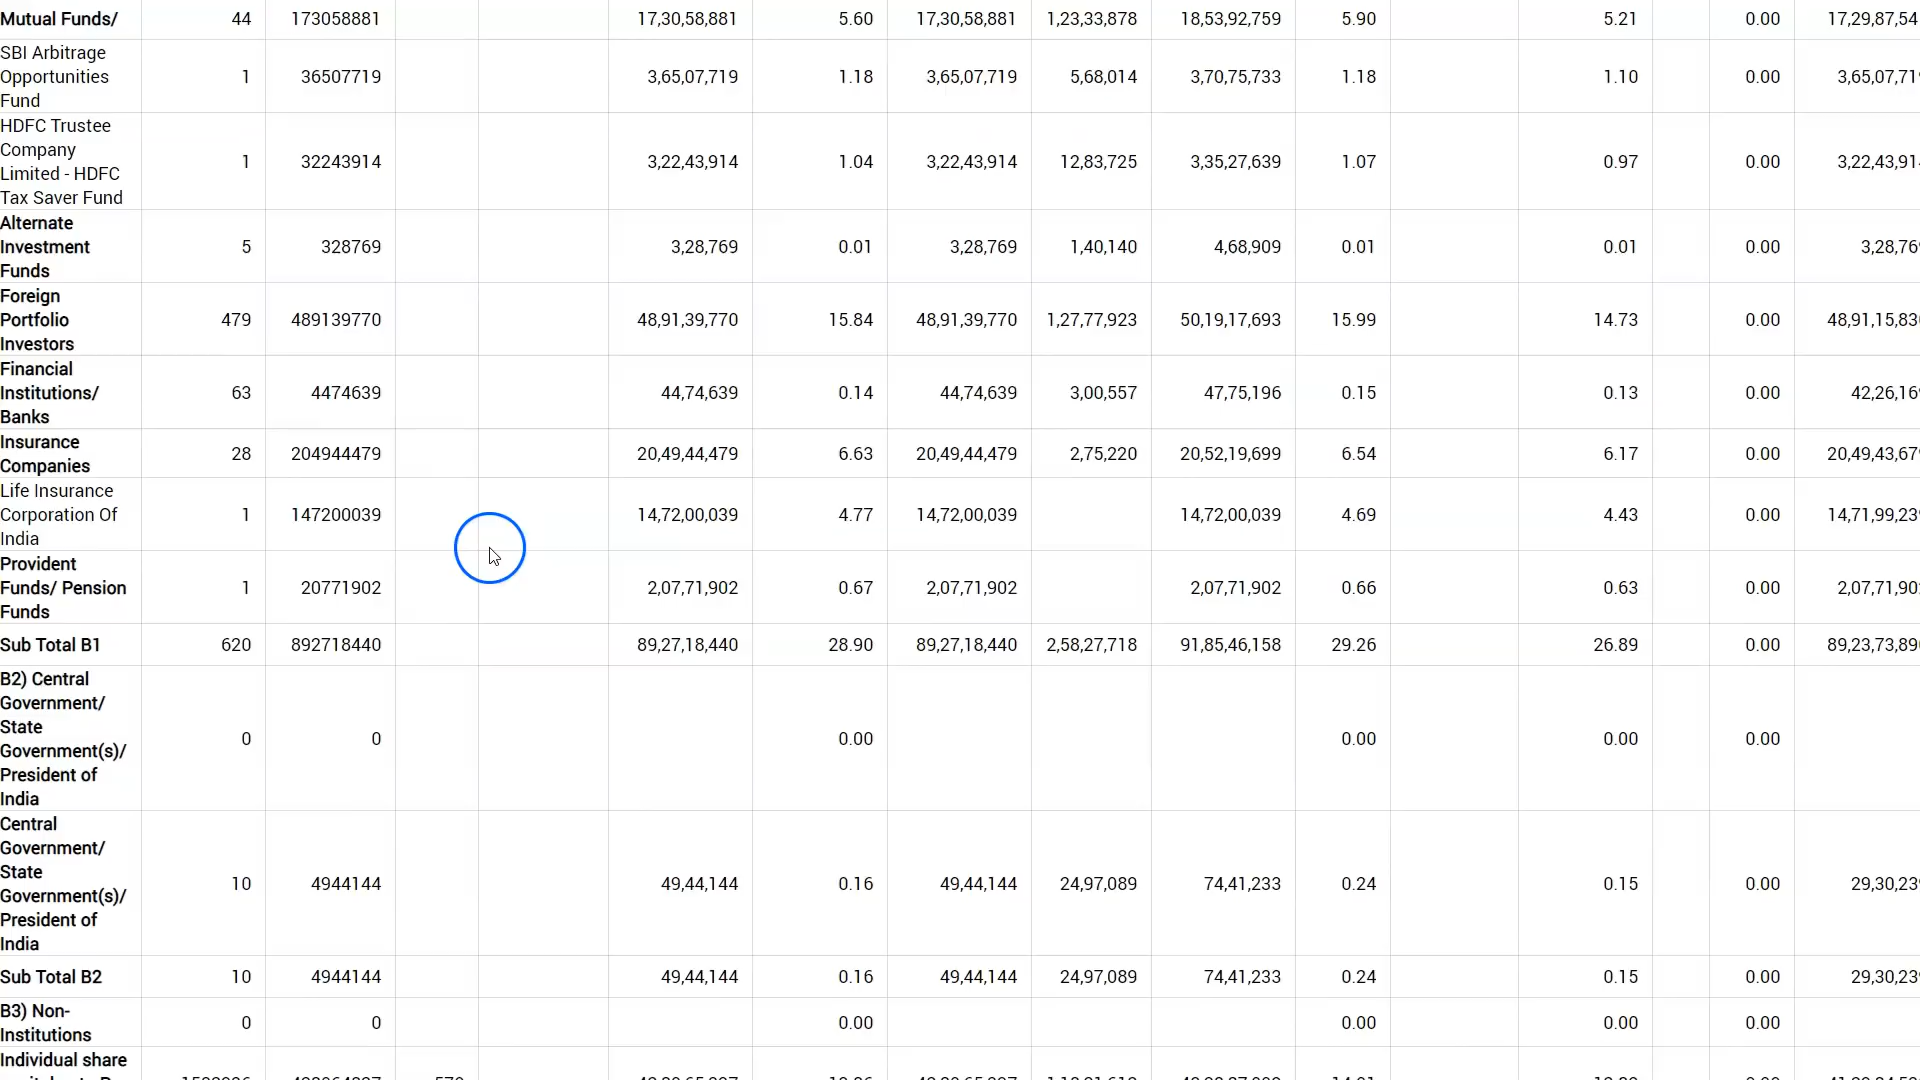 Mutual Funds/ 44 173058881 17,30,58,881 5.60 17,30,58,881 1,23,33,878 18,53,92,759 5.90 5.21 0.00 17,29,87,54
SBI Arbitrage
Opportunities
Fund
1 36507719 3,65,07,719 1.18 3,65,07,719 5,68,014 3,70,75,733 1.18 1.10 0.00 3,65,07,71
HDFC Trustee
Company
Limited - HDFC
Tax Saver Fund
1 32243914 3,22,43,914 1.04 3,22,43,914 12,83,725 3,35,27,639 1.07 0.97 0.00 3,22,43,91
Alternate
Investment
Funds
5 328769 3,28,769 0.01 3,28,769 1,40,140 4,68,909 0.01 0.01 0.00 3,28,76
Foreign
Portfolio
Investors
479 489139770 48,91,39,770 15.84 48,91,39,770 1,27,77,923 50,19,17,693 15.99 14.73 0.00 48,91,15,83
Financial
Institutions/
Banks
63 4474639 44,74,639 0.14 44,74,639 3,00,557 47,75,196 0.15 0.13 0.00 42,26,16
Insurance
Companies
28 204944479 20,49,44,479 6.63 20,49,44,479 2,75,220 20,52,19,699 6.54 6.17 0.00 20,49,43,67
Life Insurance
Corporation Of
India
1 147200039 14,72,00,039 4.77 14,72,00,039 14,72,00,039 4.69 4.43 0.00 14,71,99,23
Provident
Funds/ Pension
Funds
1 20771902 2,07,71,902 0.67 2,07,71,902 2,07,71,902 0.66 0.63 0.00 2,07,71,90
Sub Total B1 620 892718440 89,27,18,440 28.90 89,27,18,440 2,58,27,718 91,85,46,158 29.26 26.89 0.00 89,23,73,89
B2) Central
Government/
State
Government(s)/
President of
India
0 0 0.00 0.00 0.00 0.00
Central
Government/
State
Government(s)/
President of
India
10 4944144 49,44,144 0.16 49,44,144 24,97,089 74,41,233 0.24 0.15 0.00 29,30,23
Sub Total B2 10 4944144 49,44,144 0.16 49,44,144 24,97,089 74,41,233 0.24 0.15 0.00 29,30,23
B3) Non-
Institutions
0 0 0.00 0.00 0.00 0.00
Individual share